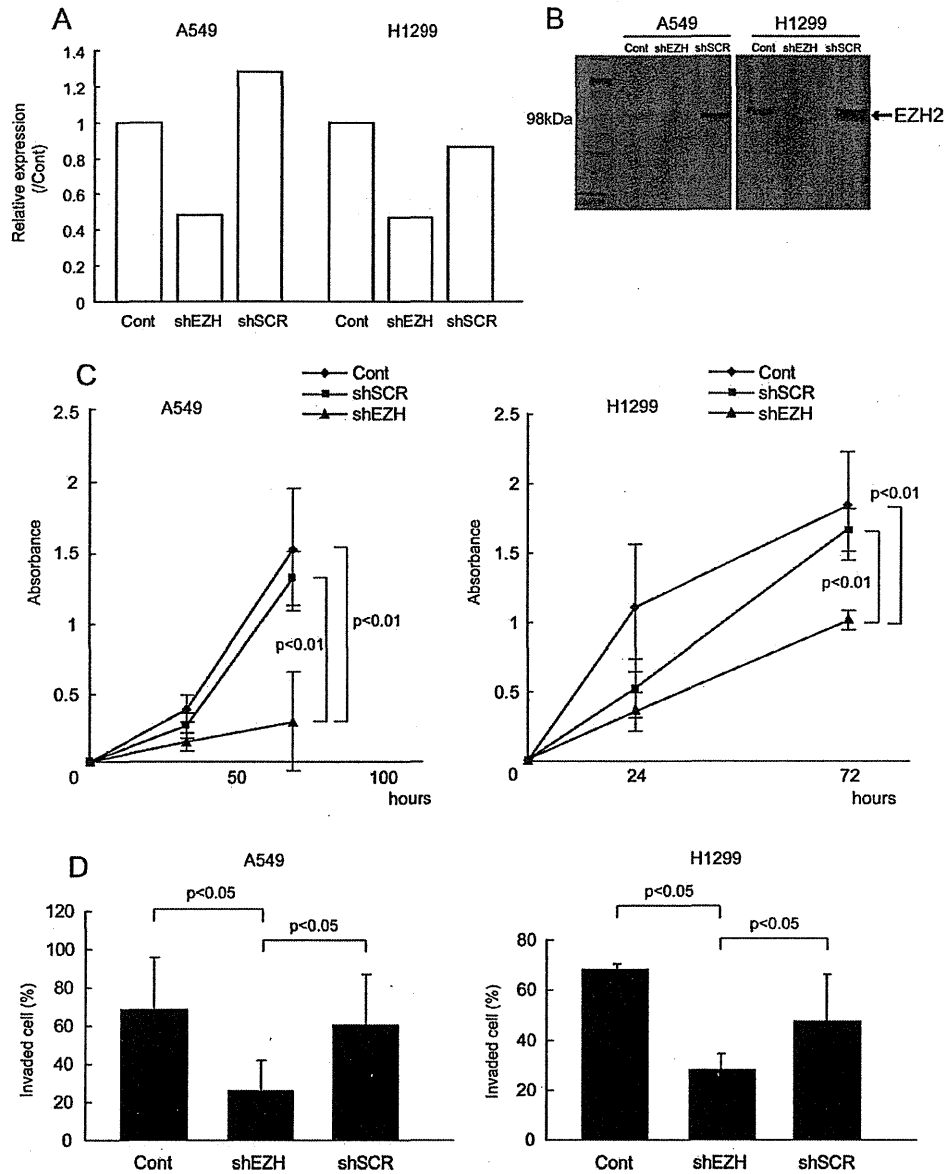 A
A549
H1299
Relative expression
(/Cont)
1.4
1.2
1
0.8
0.6
0.4
0.2
0
Cont
shEZH
shSCR
Cont
shEZH
shSCR
B
A549
H1299
Cont shEZH shSCR
Cont shEZH shSCR
98kDa
EZH2
C
Cont
shSCR
shEZH
A549
Absorbance
2.5
2
1.5
1
0.5
0
50
100
hours
p<0.01
p<0.01
Cont
shSCR
shEZH
H1299
Absorbance
2.5
2
1.5
1
0.5
0
24
72
hours
p<0.01
p<0.01
D
A549
p<0.05
p<0.05
Invaded cell (%)
120
100
80
60
40
20
0
Cont
shEZH
shSCR
H1299
p<0.05
p<0.05
Invaded cell (%)
80
60
40
20
0
Cont
shEZH
shSCR